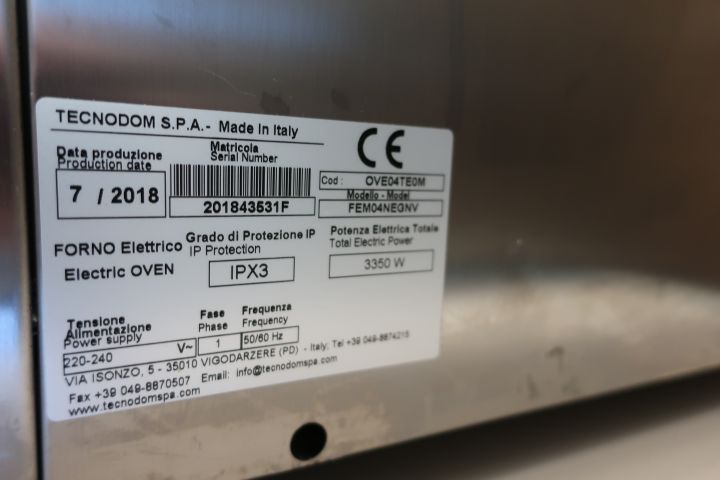 TECNODOM S.P.A.- Made in Italy
CE
Data produzione
Production date
7 / 2018
Matricola
Serial Number
201843531F
Cod : OVE04TE0M
Modello - Model
FEM04NEGNV
FORNO Elettrico
Electric OVEN
Grado di Protezione IP
IP Protection
IPX3
Potenza Elettrica Totale
Total Electric Power
3350 W
Tensione
Alimentazione
Power supply
220-240 V~
Fase
Phase
1
Frequenza
Frequency
50/60 Hz
VIA ISONZO, 5 - 35010 VIGODARZERE (PD) - Italy; Tel +39 049-8874215
Fax +39 049-8870507 Email: info@tecnodomspa.com
www.tecnodomspa.com